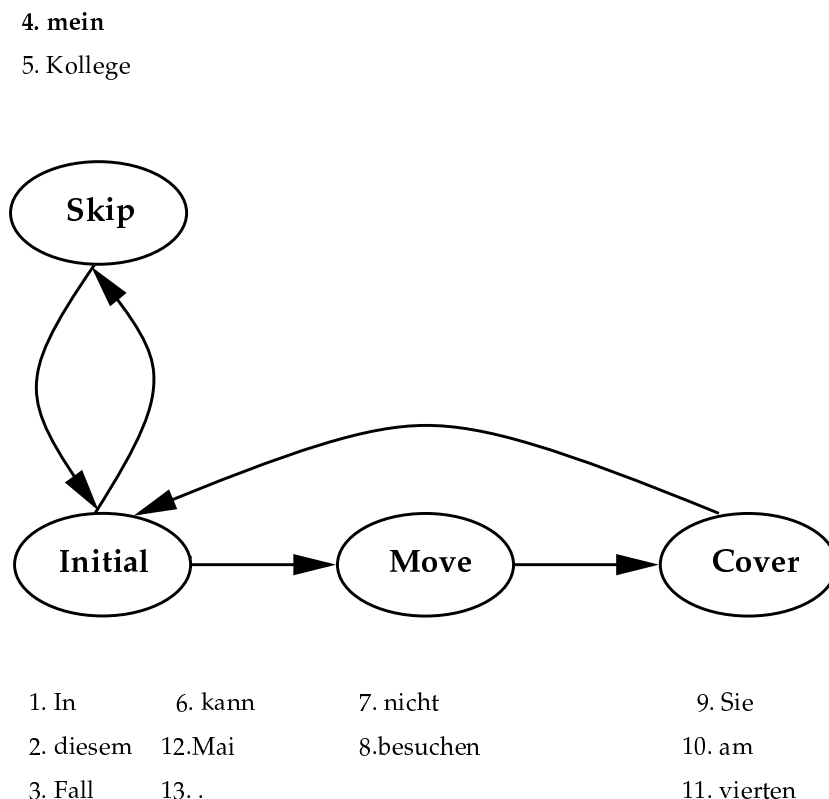 4. mein
5. Kollege
Skip
Initial
Move
Cover
1. In
6. kann
7. nicht
9. Sie
2. diesem
12.Mai
8.besuchen
10. am
3. Fall
13. .
11. vierten